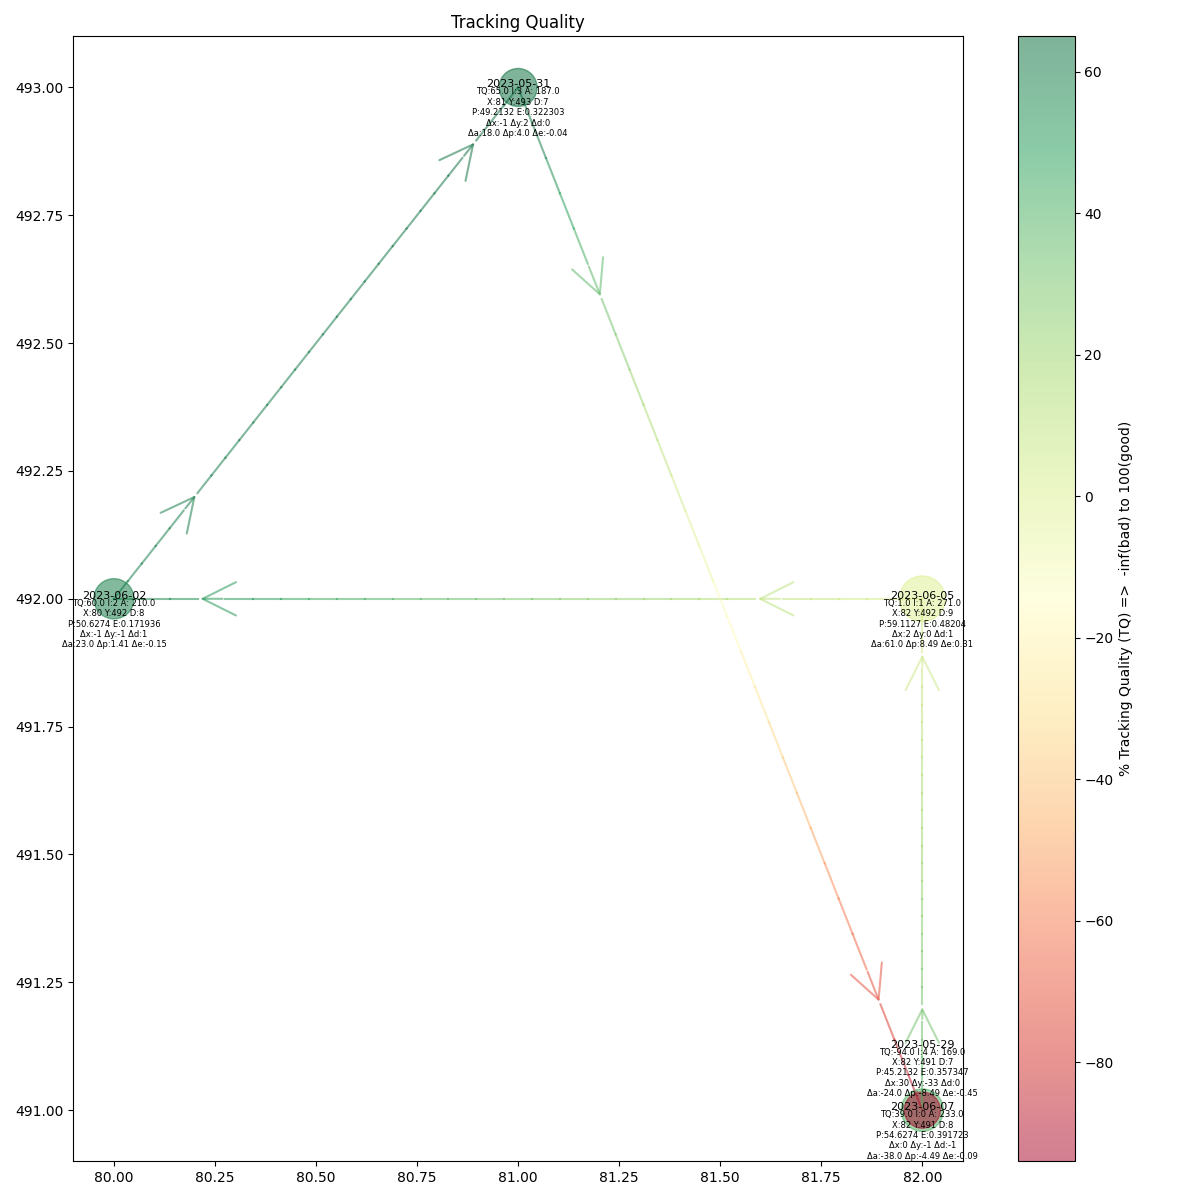 Tracking Quality
493.00
492.75
492.50
492.25
492.00
491.75
491.50
491.25
491.00
2023-05-31
TQ:65.0 I:3 A: 187.0
X:81 Y:493 D:7
P:49.2132 E:0.322303
Δx:-1 Δy:2 Δd:0
Δa:18.0 Δp:4.0 Δe:-0.04
2023-06-02
TQ:60.0 I:2 A: 210.0
X:80 Y:492 D:8
P:50.6274 E:0.171936
Δx:-1 Δy:-1 Δd:1
Δa:23.0 Δp:1.41 Δe:-0.15
2023-06-05
TQ:1.0 I:1 A: 271.0
X:82 Y:492 D:9
P:59.1127 E:0.48204
Δx:2 Δy:0 Δd:1
Δa:61.0 Δp:8.49 Δe:0.31
2023-05-29
TQ:-94.0 I:4 A: 169.0
X:82 Y:491 D:7
P:45.2132 E:0.357347
Δx:30 Δy:-33 Δd:0
Δa:-24.0 Δp:-8.49 Δe:-0.45
2023-06-07
TQ:39.0 I:0 A: 233.0
X:82 Y:491 D:8
P:54.6274 E:0.391723
Δx:0 Δy:-1 Δd:-1
Δa:-38.0 Δp:-4.49 Δe:-0.09
80.00
80.25
80.50
80.75
81.00
81.25
81.50
81.75
82.00
60
40
20
0
−20
−40
−60
−80
% Tracking Quality (TQ) => -inf(bad) to 100(good)